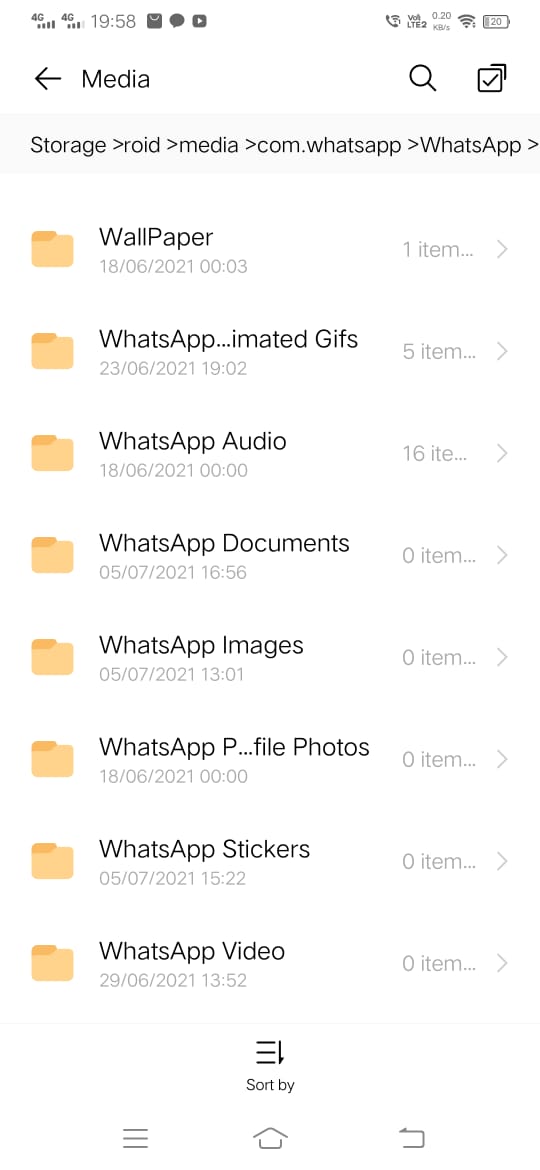 4G 4G 19:58 Vo) LTE2 0.20 KB/s 20
Media
Storage >roid >media >com.whatsapp >WhatsApp >
WallPaper
18/06/2021 00:03
1 item...
WhatsApp...imated Gifs
23/06/2021 19:02
5 item...
WhatsApp Audio
18/06/2021 00:00
16 ite...
WhatsApp Documents
05/07/2021 16:56
0 item...
WhatsApp Images
05/07/2021 13:01
0 item...
WhatsApp P...file Photos
18/06/2021 00:00
0 item...
WhatsApp Stickers
05/07/2021 15:22
0 item...
WhatsApp Video
29/06/2021 13:52
0 item...
Sort by